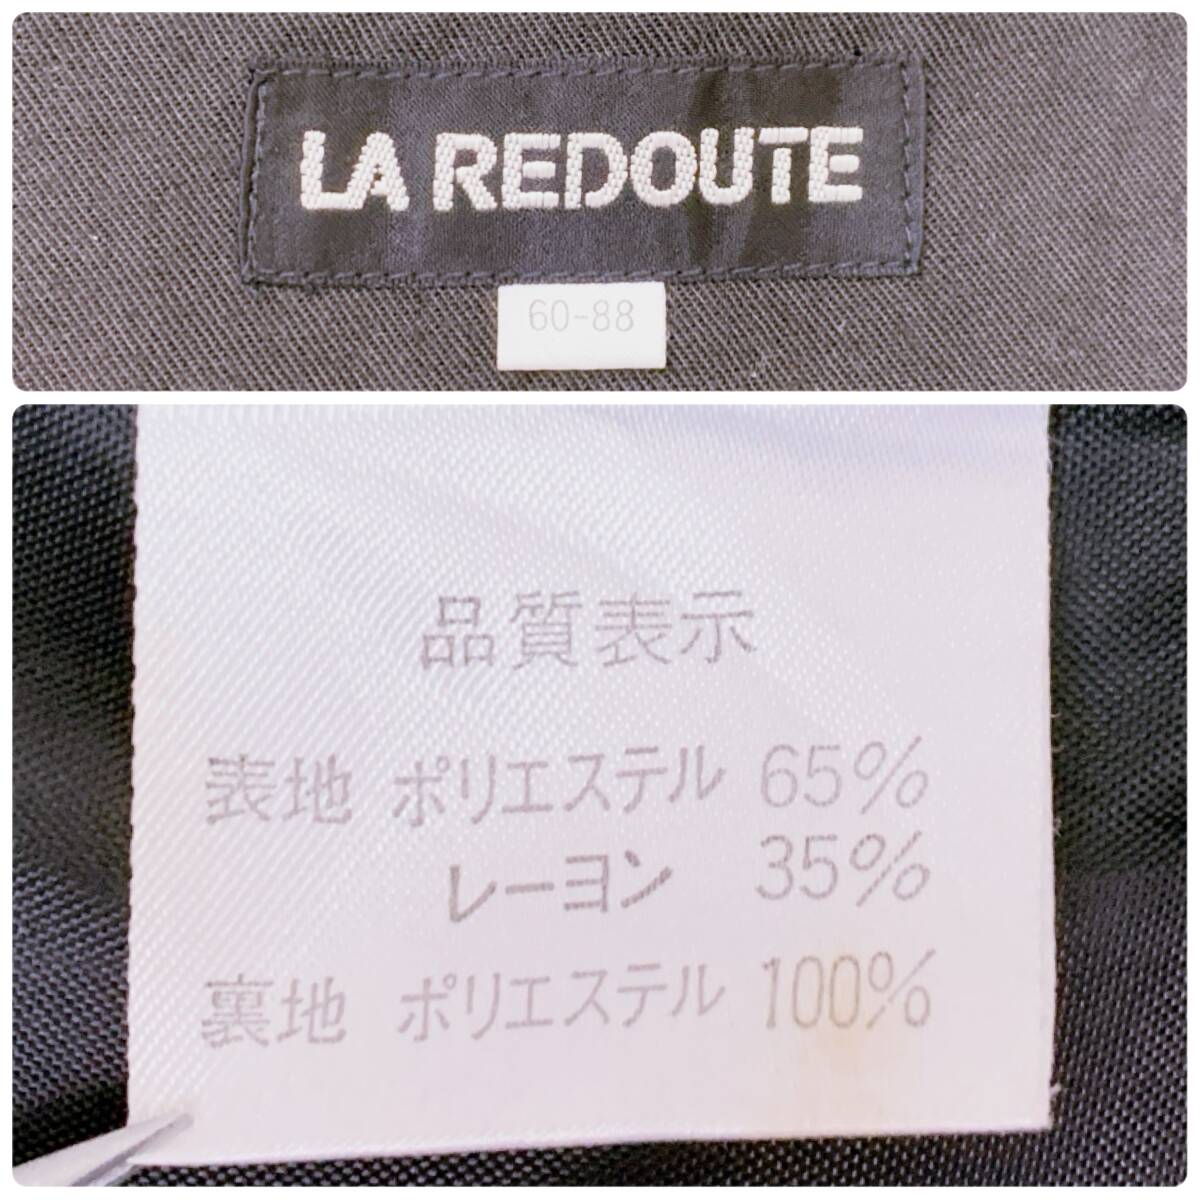 LA REDOUTE
60-88
品質表示
表地 ポリエステル 65%
レーヨン 35%
裏地 ポリエステル 100%